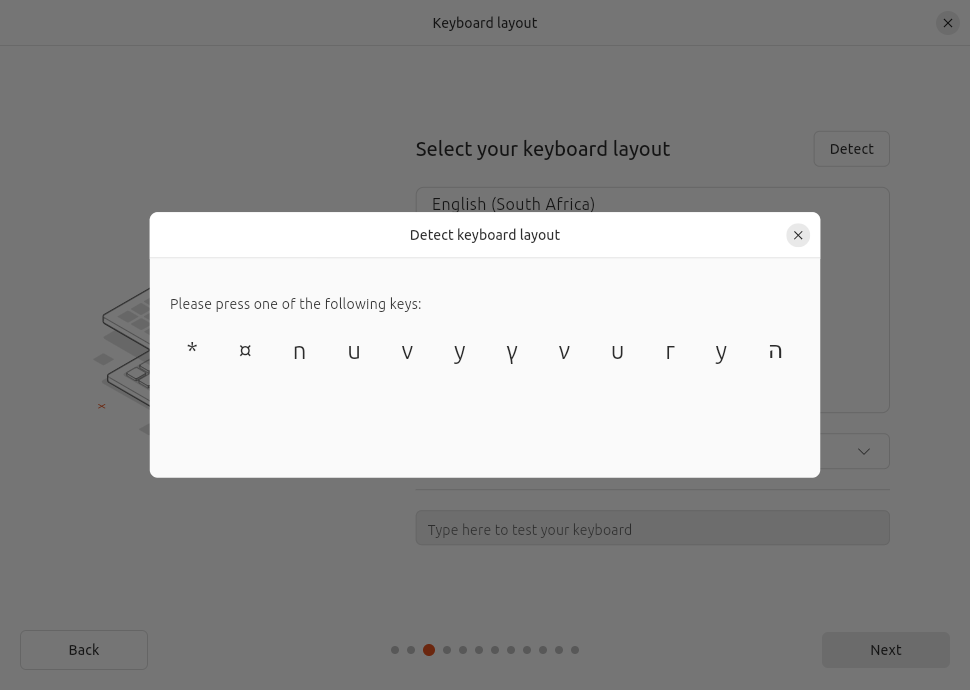 Keyboard layout
Select your keyboard layout
Detect
English (South Africa)
Detect keyboard layout
Please press one of the following keys:
* ¤ n u v y γ ν u г у ה
Type here to test your keyboard
Back
Next